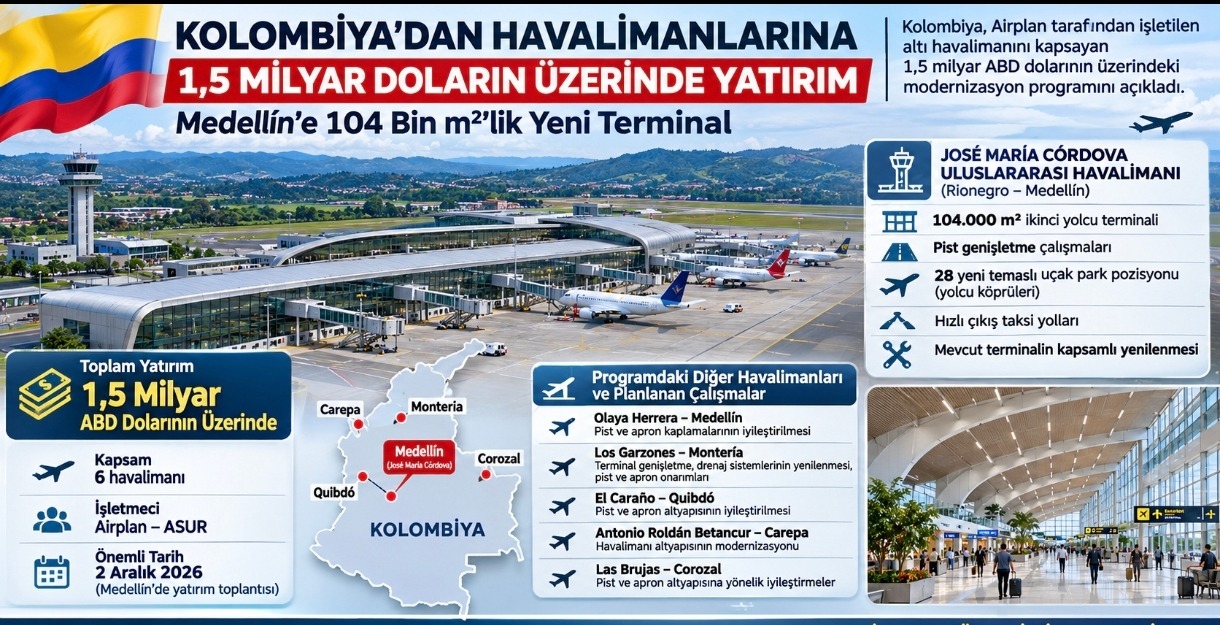 KOLOMBİYA'DAN HAVALİMANLARINA
1,5 MİLYAR DOLARIN ÜZERİNDE YATIRIM
Medellín'e 104 Bin m²'lik Yeni Terminal
Kolombiya, Airplan tarafından işletilen
altı havalimanını kapsayan
1,5 milyar ABD dolarının üzerindeki
modernizasyon programını açıkladı.
JOSÉ MARÍA CÓRDOVA
ULUSLARARASI HAVALİMANI
(Rionegro – Medellín)
104.000 m² ikinci yolcu terminali
Pist genişletme çalışmaları
28 yeni temaslı uçak park pozisyonu
(yolcu köprüleri)
Hızlı çıkış taksi yolları
Mevcut terminalin kapsamlı yenilenmesi
Toplam Yatırım
1,5 Milyar
ABD Dolarının Üzerinde
Kapsam
6 havalimanı
İşletmeci
Airplan – ASUR
Önemli Tarih
2 Aralık 2026
(Medellín'de yatırım toplantısı)
Carepa
Montería
Medellín
(José María Córdova)
Corozal
Quibdó
KOLOMBİYA
Programdaki Diğer Havalimanları
ve Planlanan Çalışmalar
Olaya Herrera – Medellín
Pist ve apron kaplamalarının iyileştirilmesi
Los Garzones – Montería
Terminal genişletme, drenaj sistemlerinin yenilenmesi,
pist ve apron onarımları
El Caraño – Quibdó
Pist ve apron altyapısının iyileştirilmesi
Antonio Roldán Betancur – Carepa
Havalimanı altyapısının modernizasyonu
Las Brujas – Corozal
Pist ve apron altyapısına yönelik iyileştirmeler